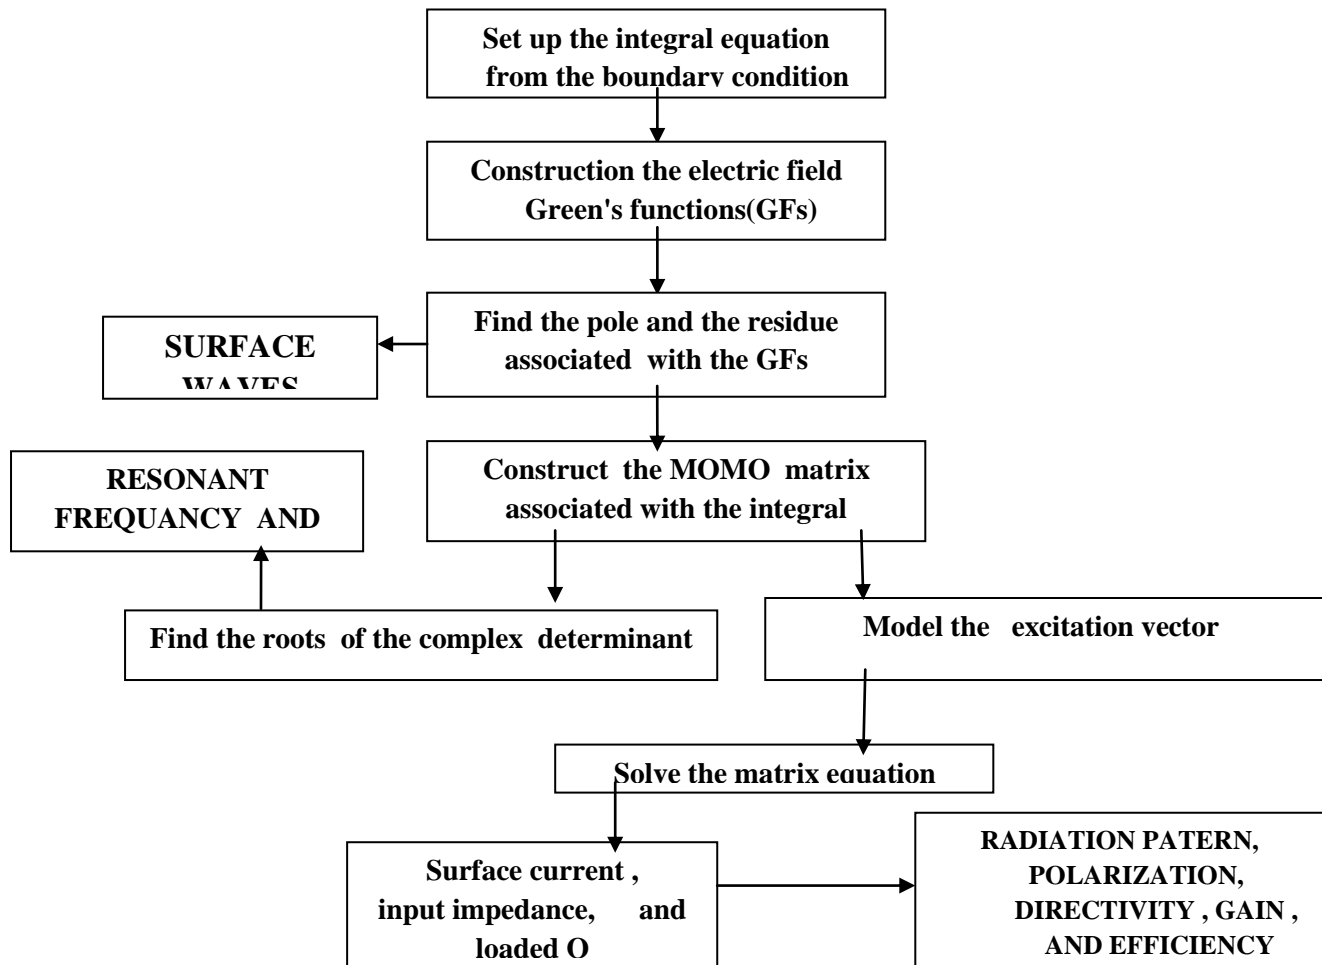 Set up the integral equation
from the boundary condition
Construction the electric field
Green's functions(GFs)
Find the pole and the residue
associated with the GFs
SURFACE
WAVES
Construct the MOMO matrix
associated with the integral
RESONANT
FREQUANCY AND
Find the roots of the complex determinant
Model the excitation vector
Solve the matrix equation
Surface current ,
input impedance, and
loaded Q
RADIATION PATERN,
POLARIZATION,
DIRECTIVITY , GAIN ,
AND EFFICIENCY